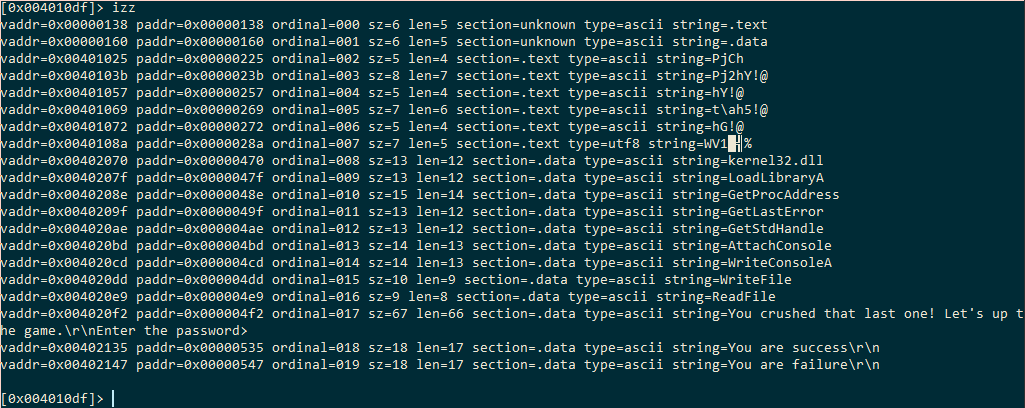 [0x004010df]> izz
vaddr=0x00000138 paddr=0x00000138 ordinal=000 sz=6 len=5 section=unknown type=ascii string=.text
vaddr=0x00000160 paddr=0x00000160 ordinal=001 sz=6 len=5 section=unknown type=ascii string=.data
vaddr=0x00401025 paddr=0x00000225 ordinal=002 sz=5 len=4 section=.text type=ascii string=PjCh
vaddr=0x0040103b paddr=0x0000023b ordinal=003 sz=8 len=7 section=.text type=ascii string=Pj2hY!@
vaddr=0x00401057 paddr=0x00000257 ordinal=004 sz=5 len=4 section=.text type=ascii string=hY!@
vaddr=0x00401069 paddr=0x00000269 ordinal=005 sz=7 len=6 section=.text type=ascii string=t\ah5!@
vaddr=0x00401072 paddr=0x00000272 ordinal=006 sz=5 len=4 section=.text type=ascii string=hG!@
vaddr=0x0040108a paddr=0x0000028a ordinal=007 sz=7 len=5 section=.text type=utf8 string=WV1 %
vaddr=0x00402070 paddr=0x00000470 ordinal=008 sz=13 len=12 section=.data type=ascii string=kernel32.dll
vaddr=0x0040207f paddr=0x0000047f ordinal=009 sz=13 len=12 section=.data type=ascii string=LoadLibraryA
vaddr=0x0040208e paddr=0x0000048e ordinal=010 sz=15 len=14 section=.data type=ascii string=GetProcAddress
vaddr=0x0040209f paddr=0x0000049f ordinal=011 sz=13 len=12 section=.data type=ascii string=GetLastError
vaddr=0x004020ae paddr=0x000004ae ordinal=012 sz=13 len=12 section=.data type=ascii string=GetStdHandle
vaddr=0x004020bd paddr=0x000004bd ordinal=013 sz=14 len=13 section=.data type=ascii string=AttachConsole
vaddr=0x004020cd paddr=0x000004cd ordinal=014 sz=14 len=13 section=.data type=ascii string=WriteConsoleA
vaddr=0x004020dd paddr=0x000004dd ordinal=015 sz=10 len=9 section=.data type=ascii string=WriteFile
vaddr=0x004020e9 paddr=0x000004e9 ordinal=016 sz=9 len=8 section=.data type=ascii string=ReadFile
vaddr=0x004020f2 paddr=0x000004f2 ordinal=017 sz=67 len=66 section=.data type=ascii string=You crushed that last one! Let's up t
he game.\r\nEnter the password>
vaddr=0x00402135 paddr=0x00000535 ordinal=018 sz=18 len=17 section=.data type=ascii string=You are success\r\n
vaddr=0x00402147 paddr=0x00000547 ordinal=019 sz=18 len=17 section=.data type=ascii string=You are failure\r\n
[0x004010df]>